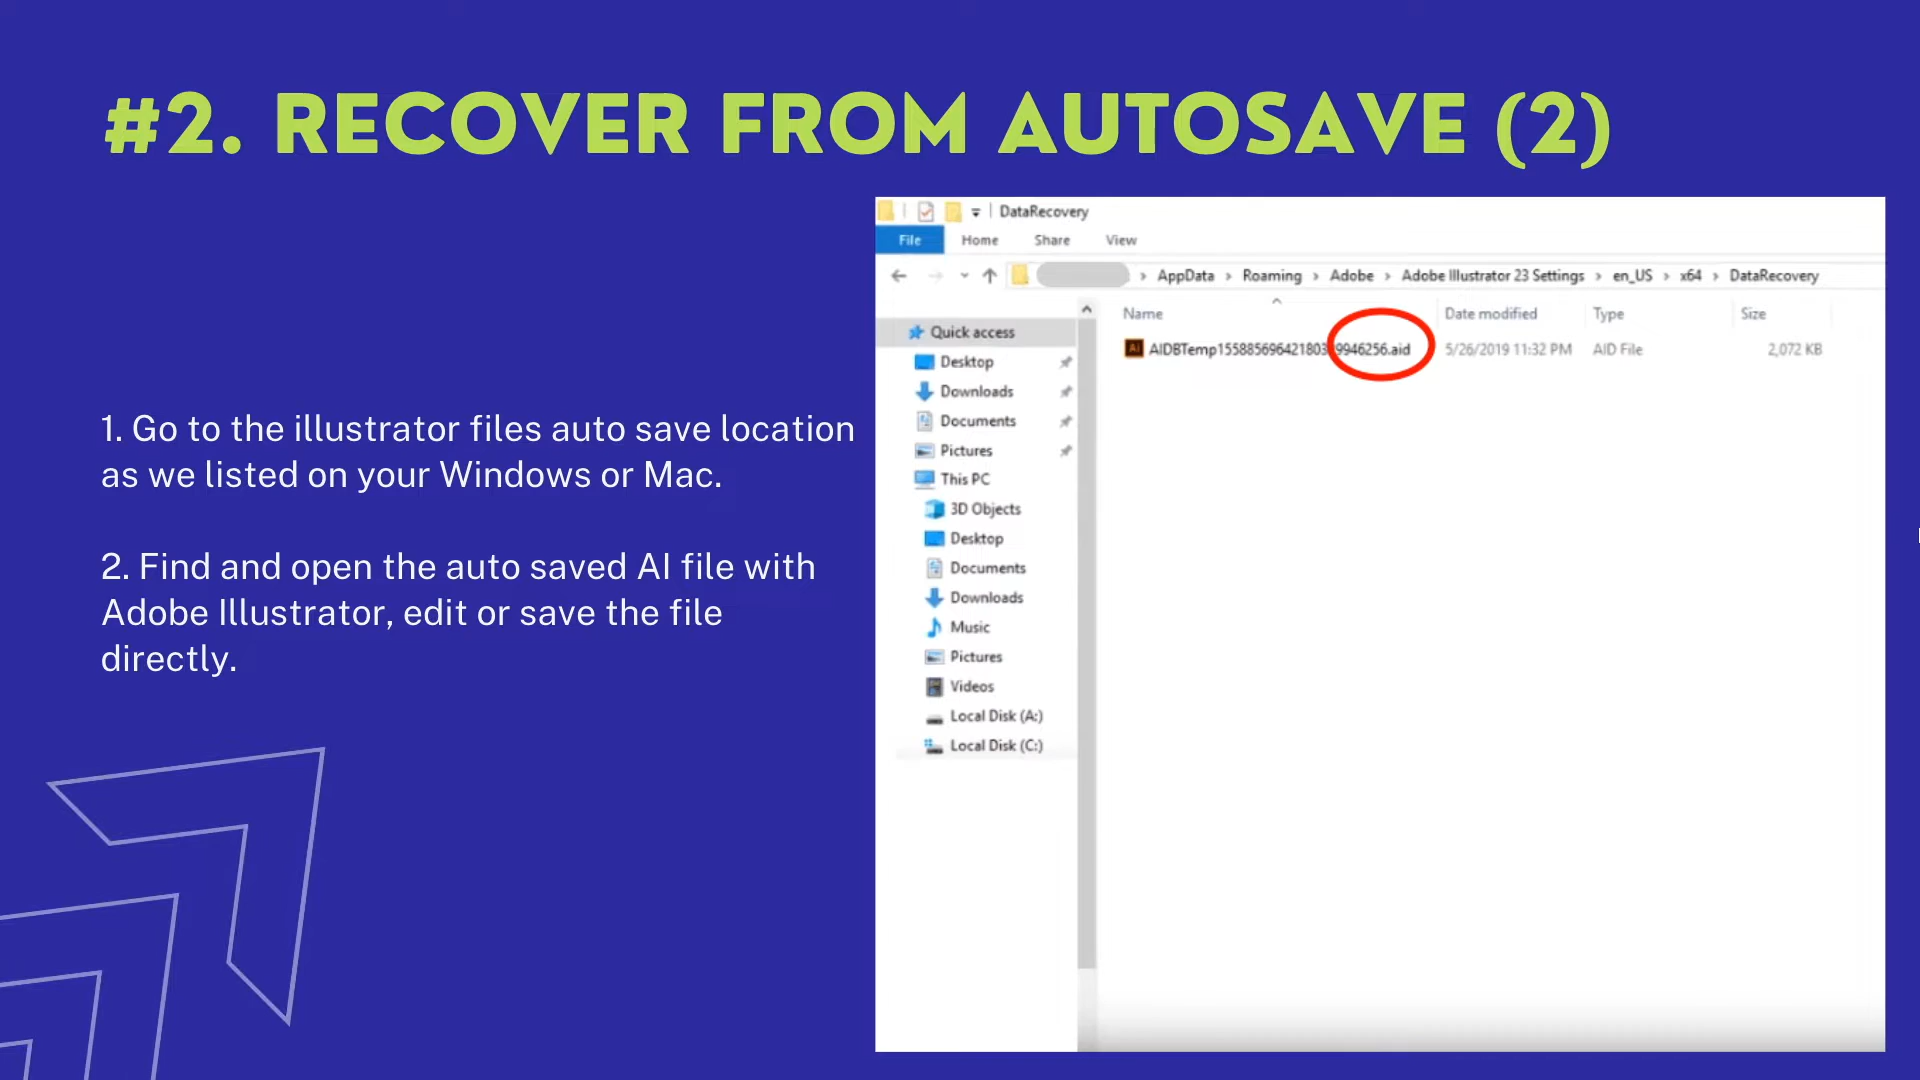 #2. RECOVER FROM AUTOSAVE (2)
1. Go to the illustrator files auto save location
as we listed on your Windows or Mac.
2. Find and open the auto saved AI file with
Adobe Illustrator, edit or save the file
directly.
DataRecovery
File Home Share View
AppData › Roaming › Adobe › Adobe Illustrator 23 Settings › en_US › x64 › DataRecovery
Name Date modified Type Size
5/26/2019 11:32 PM AID File 2,072 KB
Quick access
Desktop
Downloads
Documents
Pictures
This PC
3D Objects
Desktop
Documents
Downloads
Music
Pictures
Videos
Local Disk (A:)
Local Disk (C:)